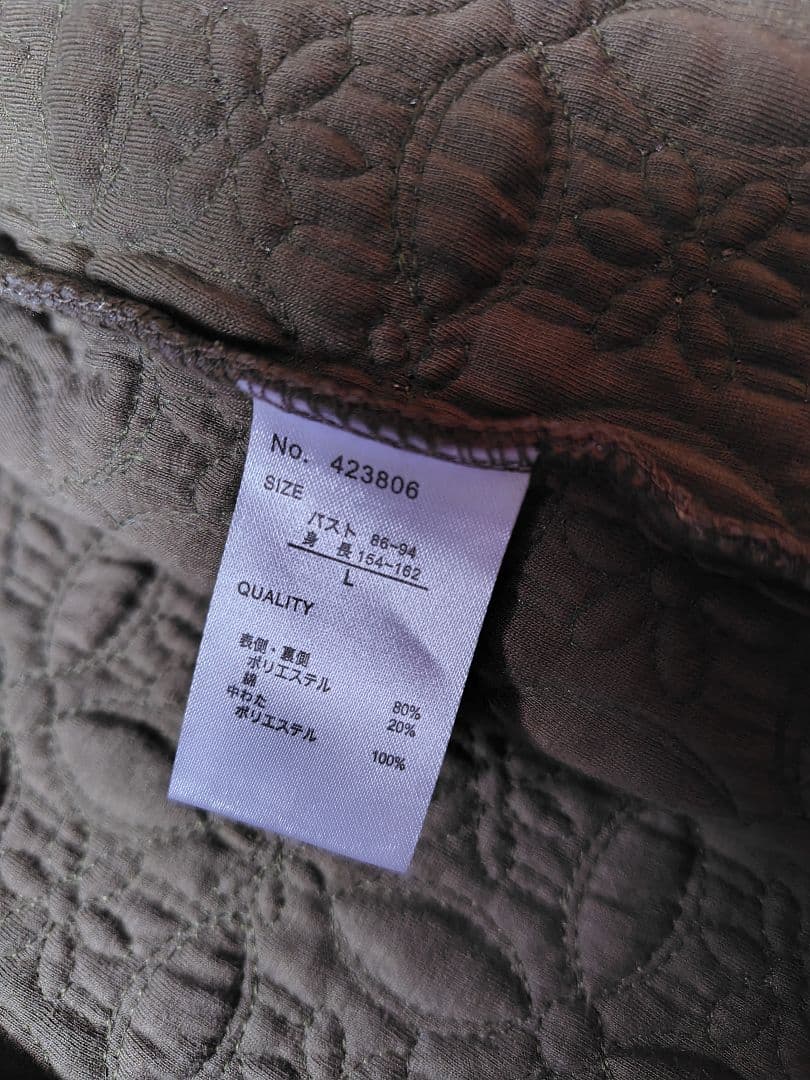 No. 423806
SIZE
バスト 86-94
身長 154-162
L
QUALITY
表側・裏側
ポリエステル 80%
綿 20%
中わた
ポリエステル 100%